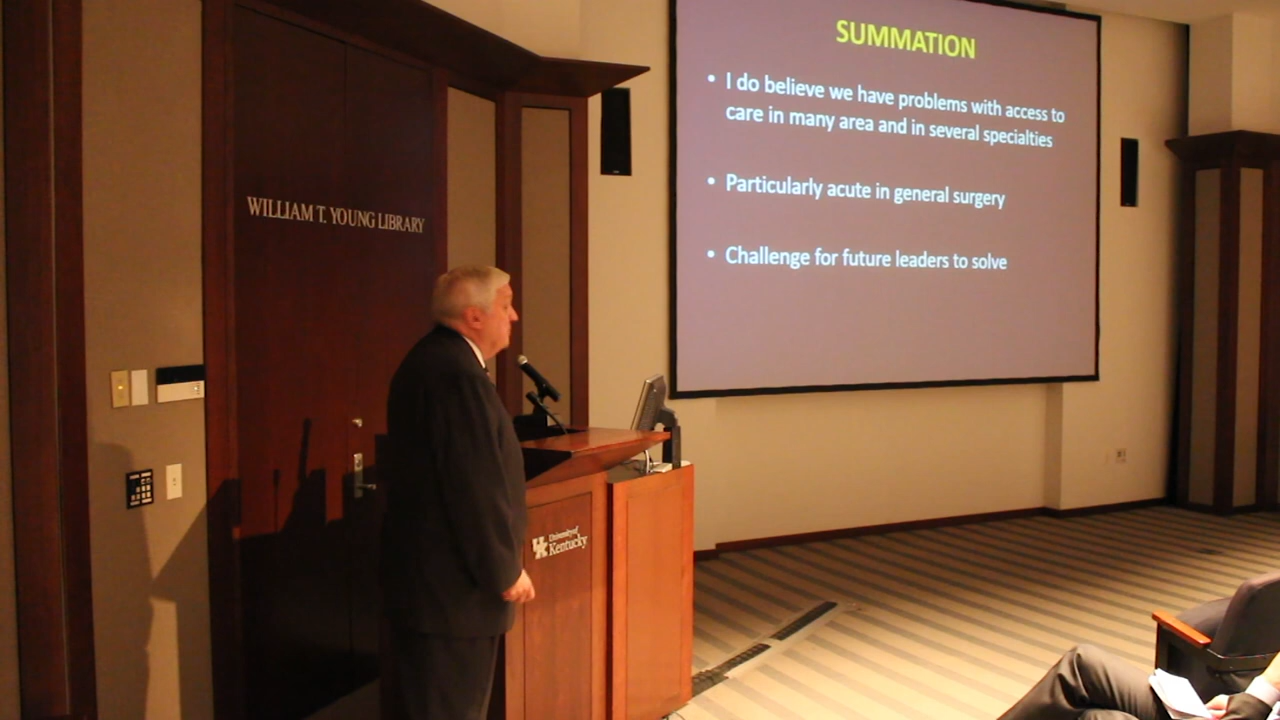 SUMMATION
• I do believe we have problems with access to
care in many area and in several specialties
• Particularly acute in general surgery
• Challenge for future leaders to solve
WILLIAM T. YOUNG LIBRARY
UK
University of
Kentucky